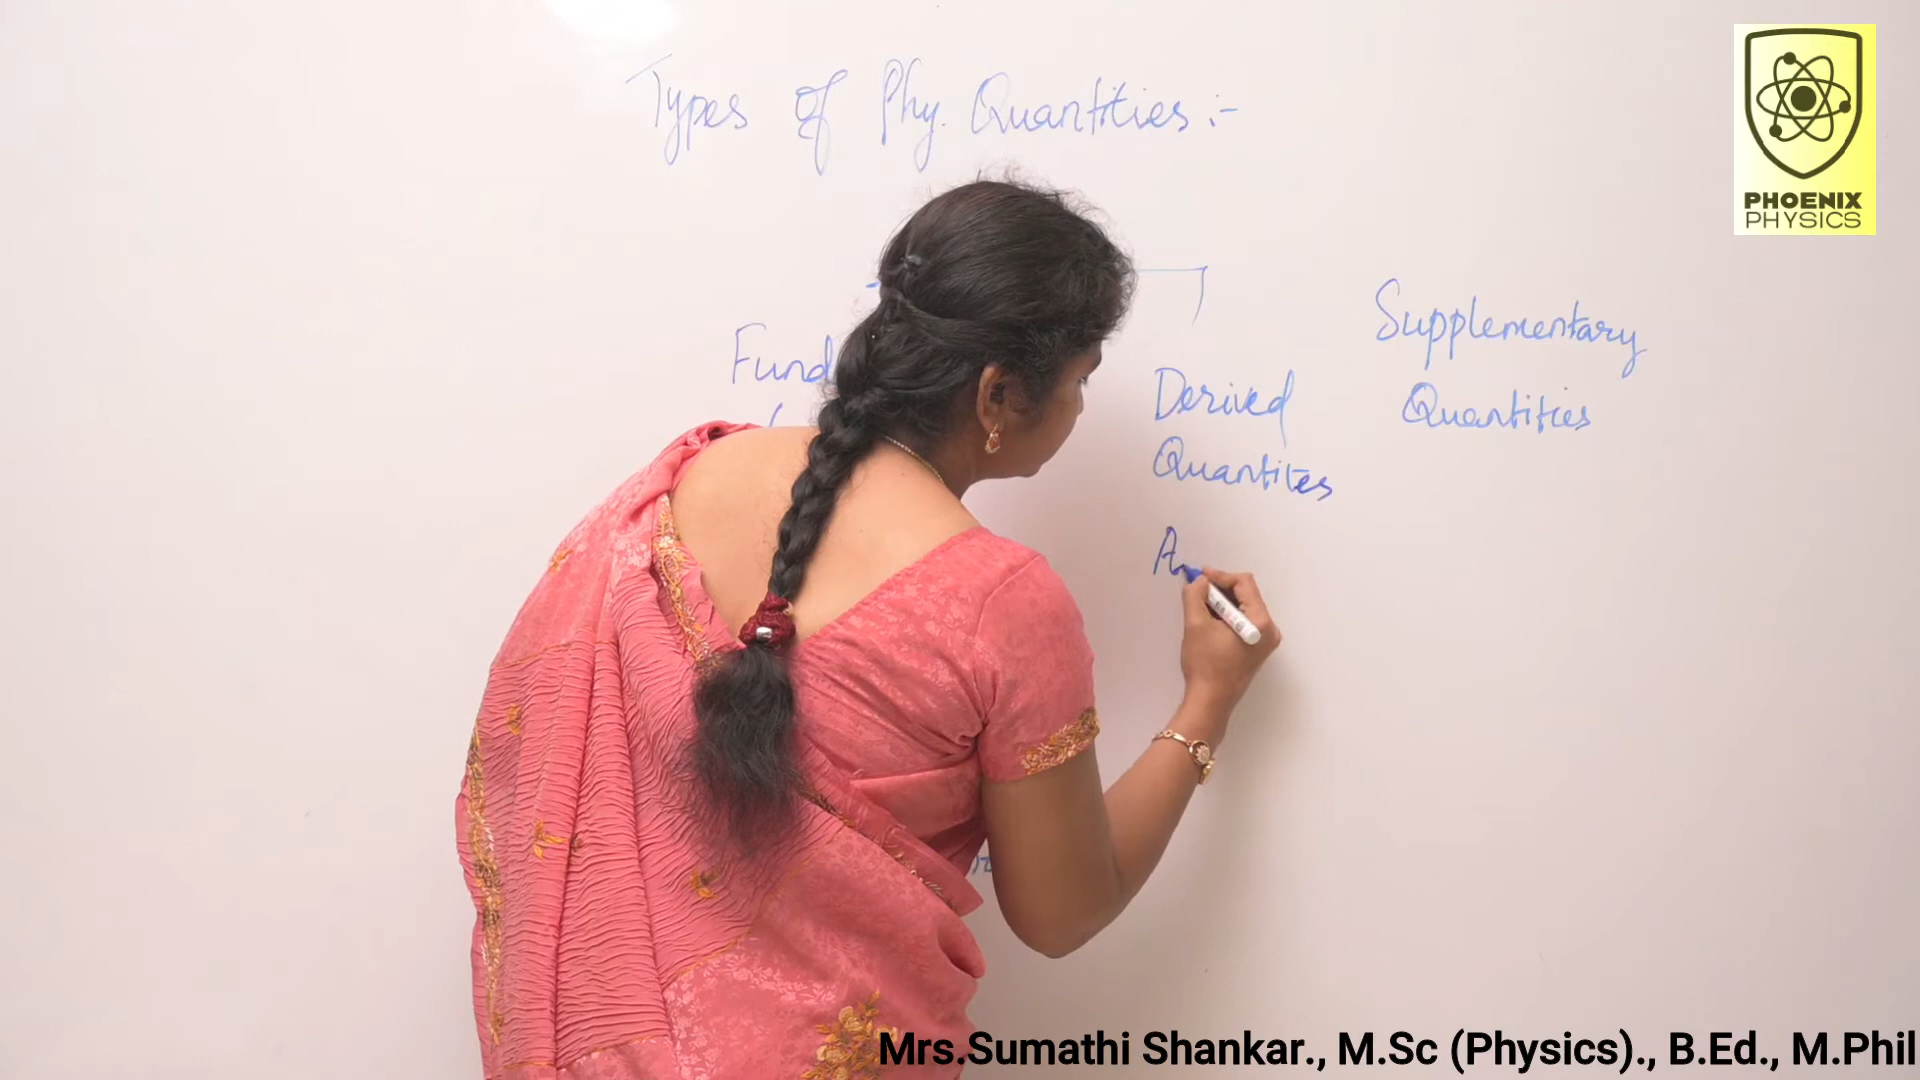 Types of Phy. Quantities :-
PHOENIX
PHYSICS
Fund
Supplementary
Quantities
Derived
Quantites
A
Mrs.Sumathi Shankar., M.Sc (Physics)., B.Ed., M.Phil